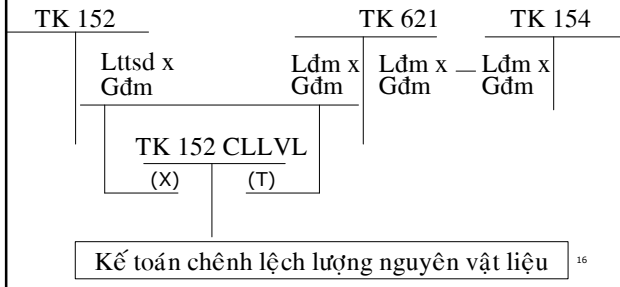 TK 152 TK 621 TK 154
Lttsd x Lđm x Lđm x — Lđm x
Gđm Gđm Gđm Gđm
TK 152 CLLVL
(X) (T)
Kế toán chênh lệch lượng nguyên vật liệu 16